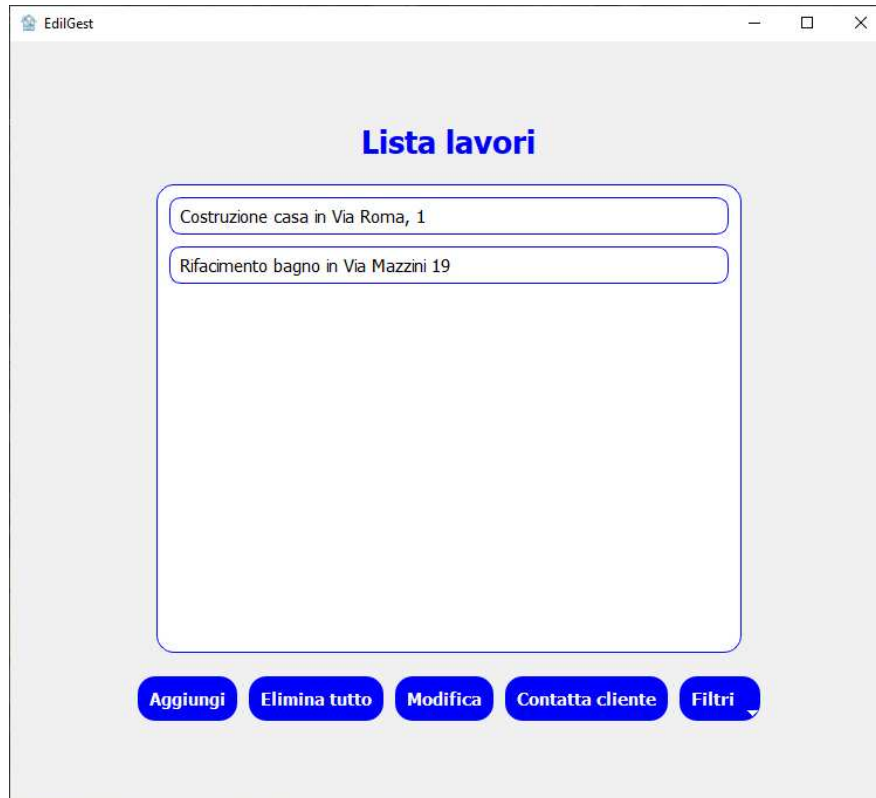 EdilGest
Lista lavori
Costruzione casa in Via Roma, 1
Rifacimento bagno in Via Mazzini 19
Aggiungi Elimina tutto Modifica Contatta cliente Filtri